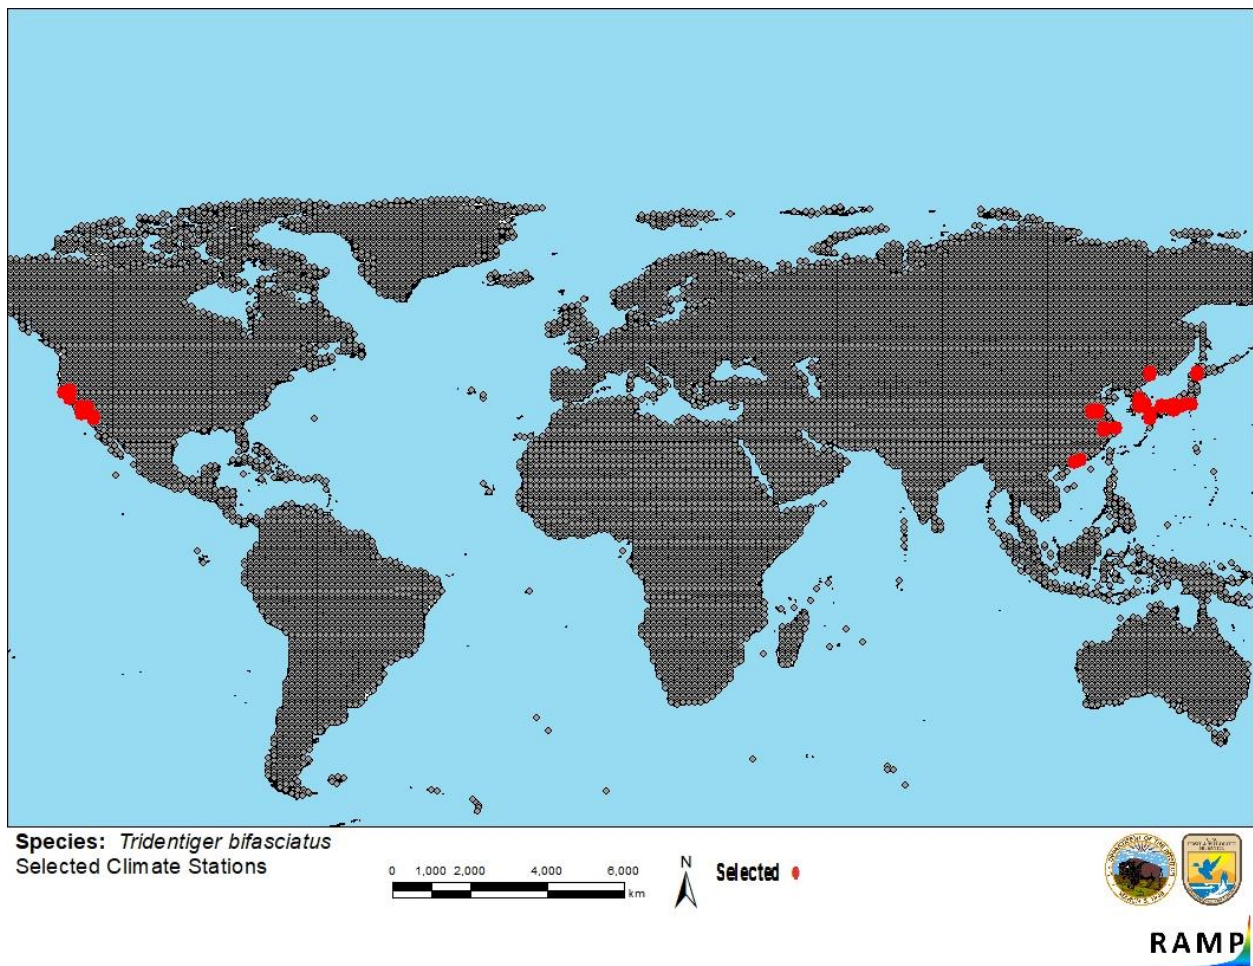 Species: Tridentiger bifasciatus
Selected Climate Stations
0 1,000 2,000 4,000 6,000
km
N
Selected
RAMP